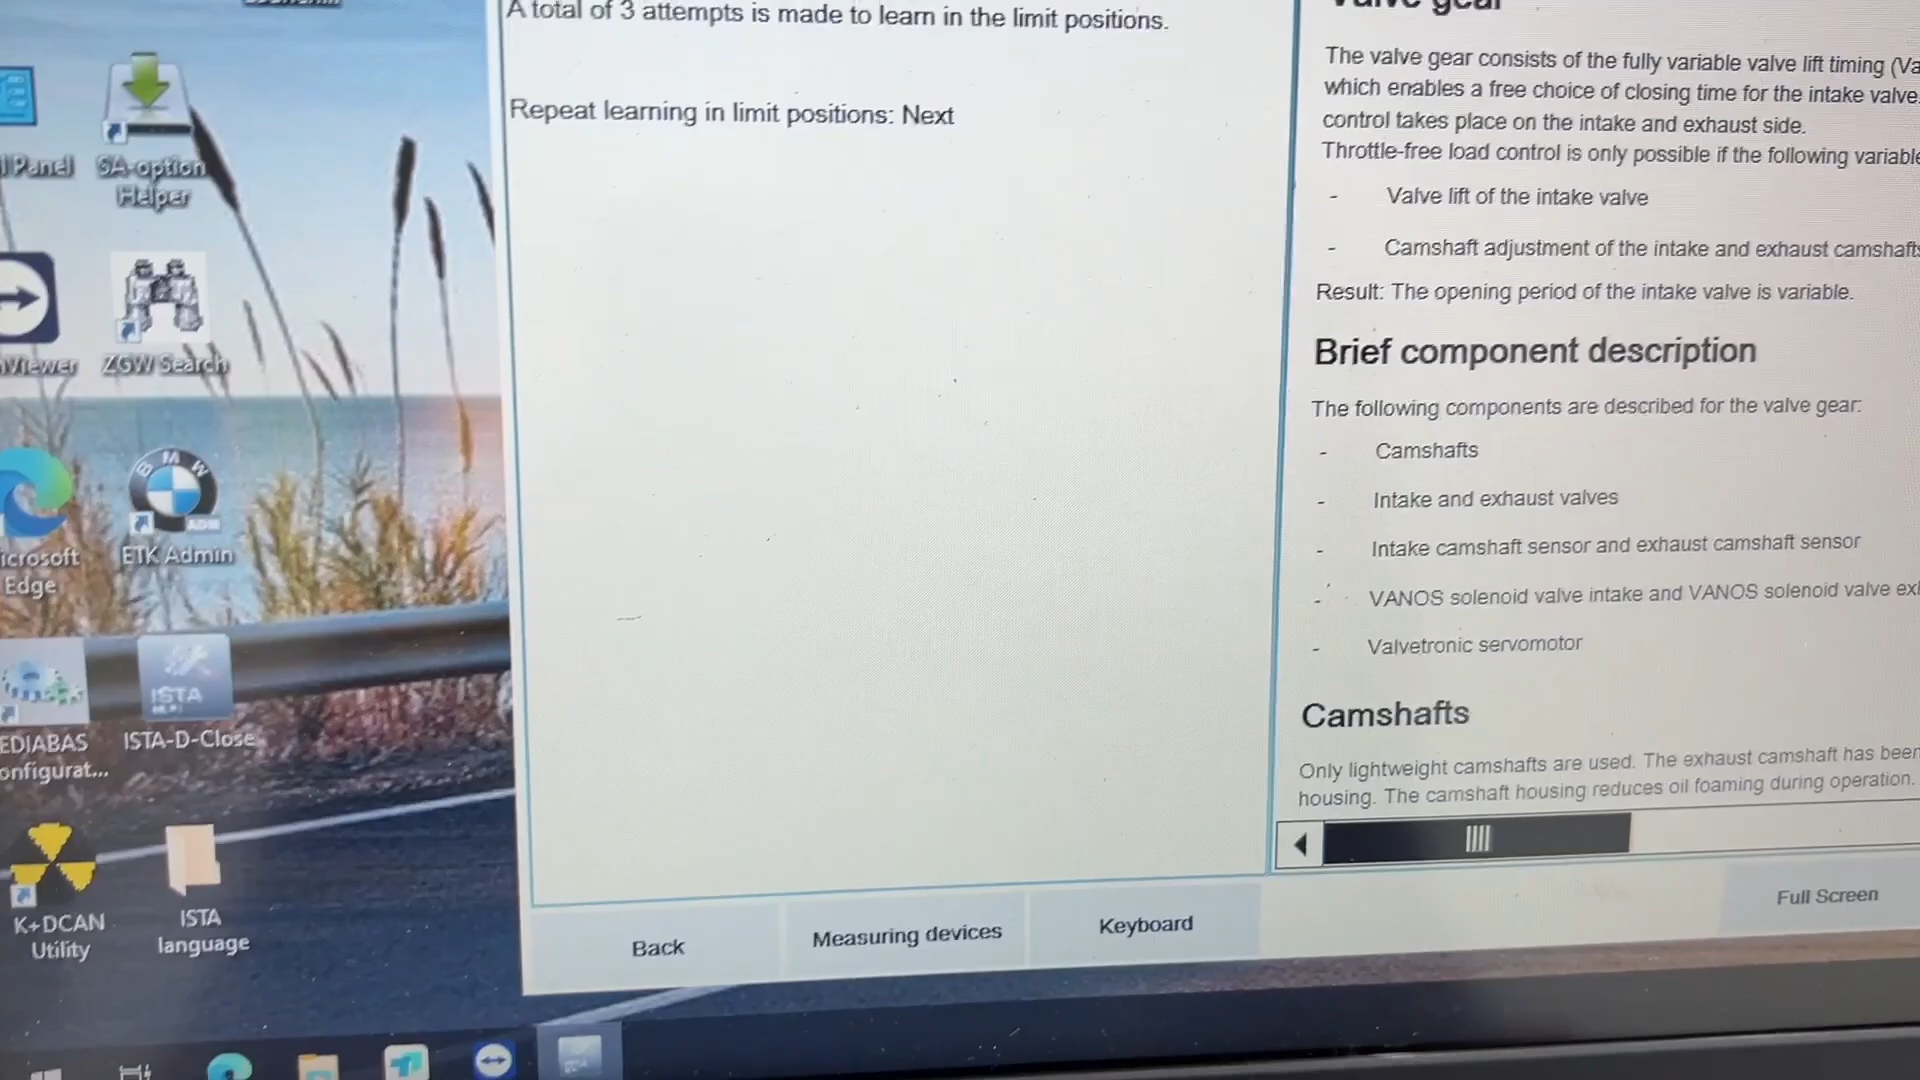 A total of 3 attempts is made to learn in the limit positions.
Repeat learning in limit positions: Next
Back
Measuring devices
Keyboard
Valve gear
The valve gear consists of the fully variable valve lift timing (Va
which enables a free choice of closing time for the intake valve.
control takes place on the intake and exhaust side.
Throttle-free load control is only possible if the following variable
- Valve lift of the intake valve
- Camshaft adjustment of the intake and exhaust camshafts
Result: The opening period of the intake valve is variable.
Brief component description
The following components are described for the valve gear:
- Camshafts
- Intake and exhaust valves
- Intake camshaft sensor and exhaust camshaft sensor
- VANOS solenoid valve intake and VANOS solenoid valve ex
- Valvetronic servomotor
Camshafts
Only lightweight camshafts are used. The exhaust camshaft has been
housing. The camshaft housing reduces oil foaming during operation.
Full Screen
l Panel
SA-option
Helper
Viewer
ZGW Search
icrosoft
Edge
BMW
ADM
ETK Admin
ISTA
EDIABAS
onfigurat...
ISTA-D-Close
K+DCAN
Utility
ISTA
language